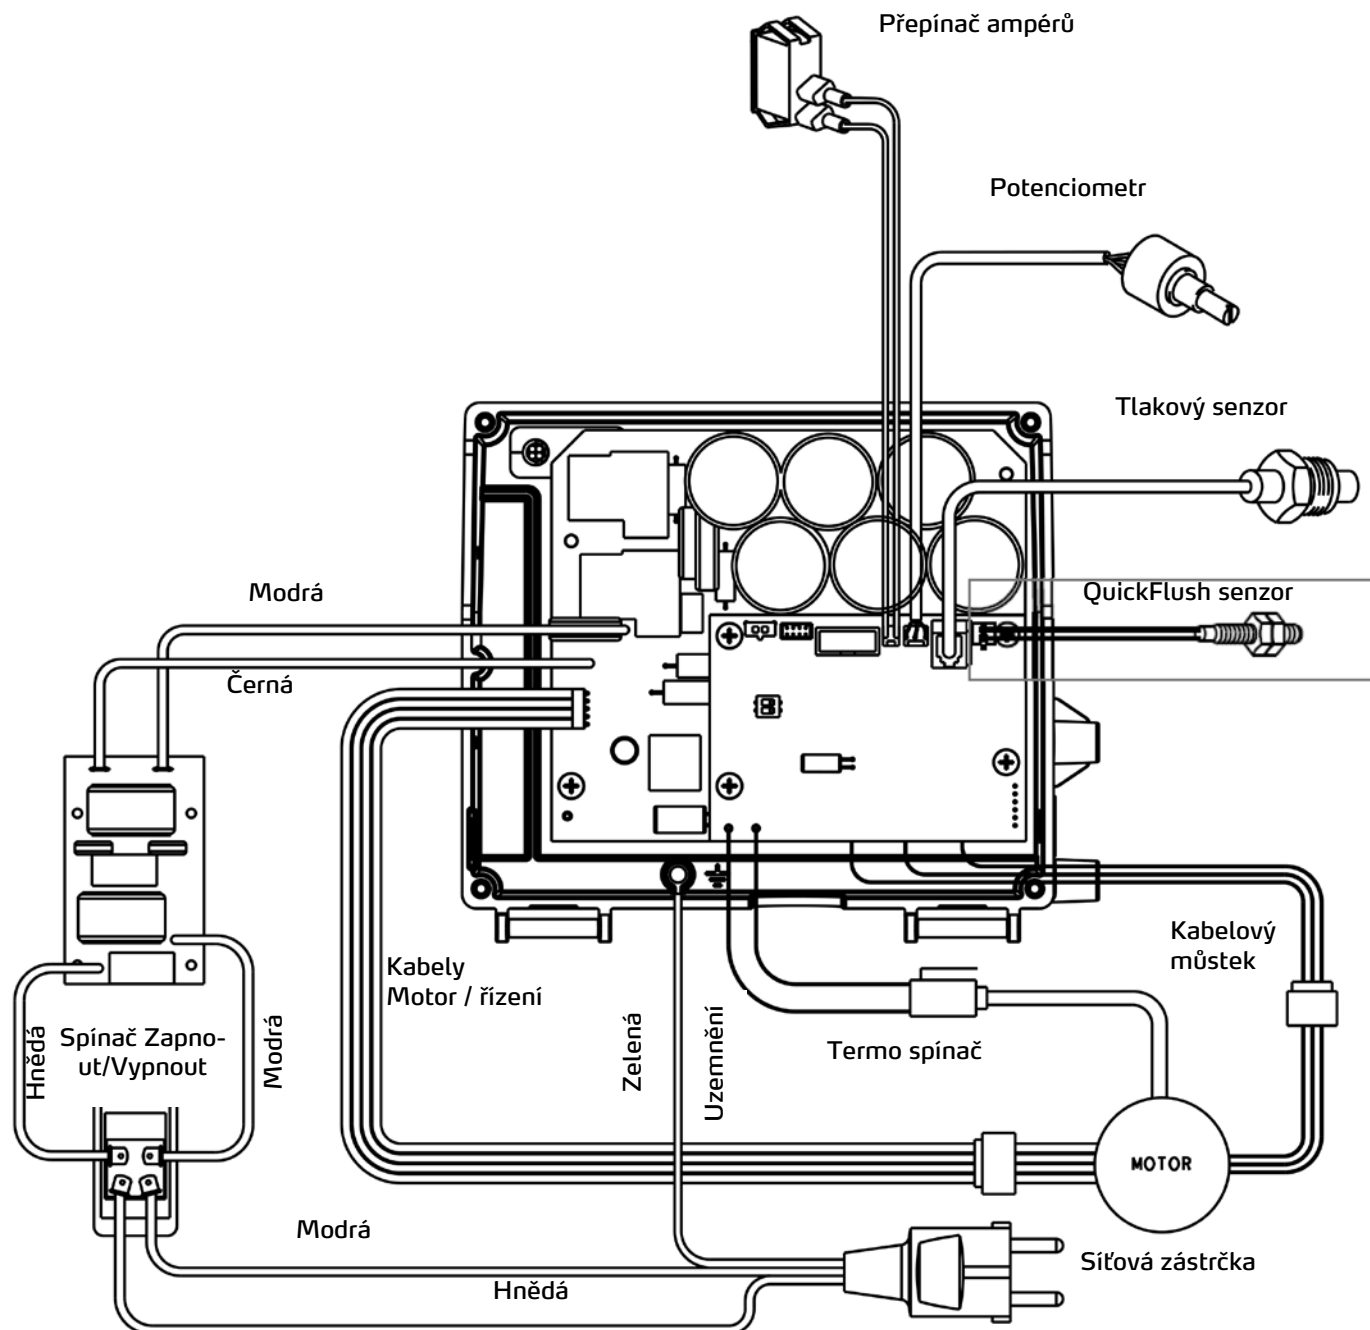 Přepínač ampérů
Potenciometr
Tlakový senzor
QuickFlush senzor
Modrá
Černá
Kabelový
můstek
Kabely
Motor / řízení
Zelená
Uzemnění
Termo spínač
Hnědá
Spínač Zapno-
ut/Vypnout
Modrá
MOTOR
Modrá
Síťová zástrčka
Hnědá